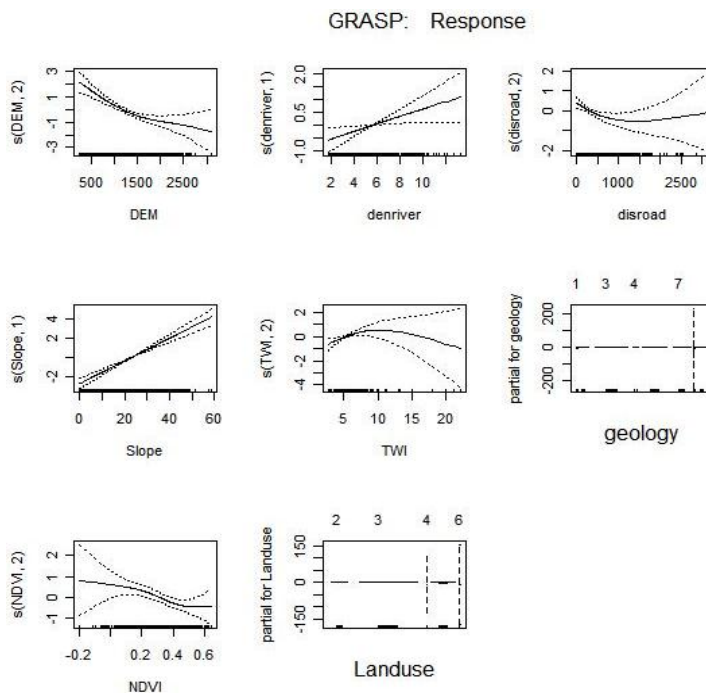 GRASP: Response
s(DEM, 2)
3
1
-1
-3
500 1500 2500
DEM
s(denriver, 1)
2.0
1.0
0.0
-1.0
2 4 6 8 10
denriver
s(disroad, 2)
2
1
0
-2
0 1000 2500
disroad
s(Slope, 1)
4
2
-2
0 20 40 60
Slope
s(TWI, 2)
2
0
-2
-4
5 10 15 20
TWI
1 3 4 7
partial for geology
200
0
-200
geology
s(NDVI, 2)
2
1
0
-1
-0.2 0.2 0.4 0.6
NDVI
2 3 4 6
partial for Landuse
150
50
0
-150
Landuse